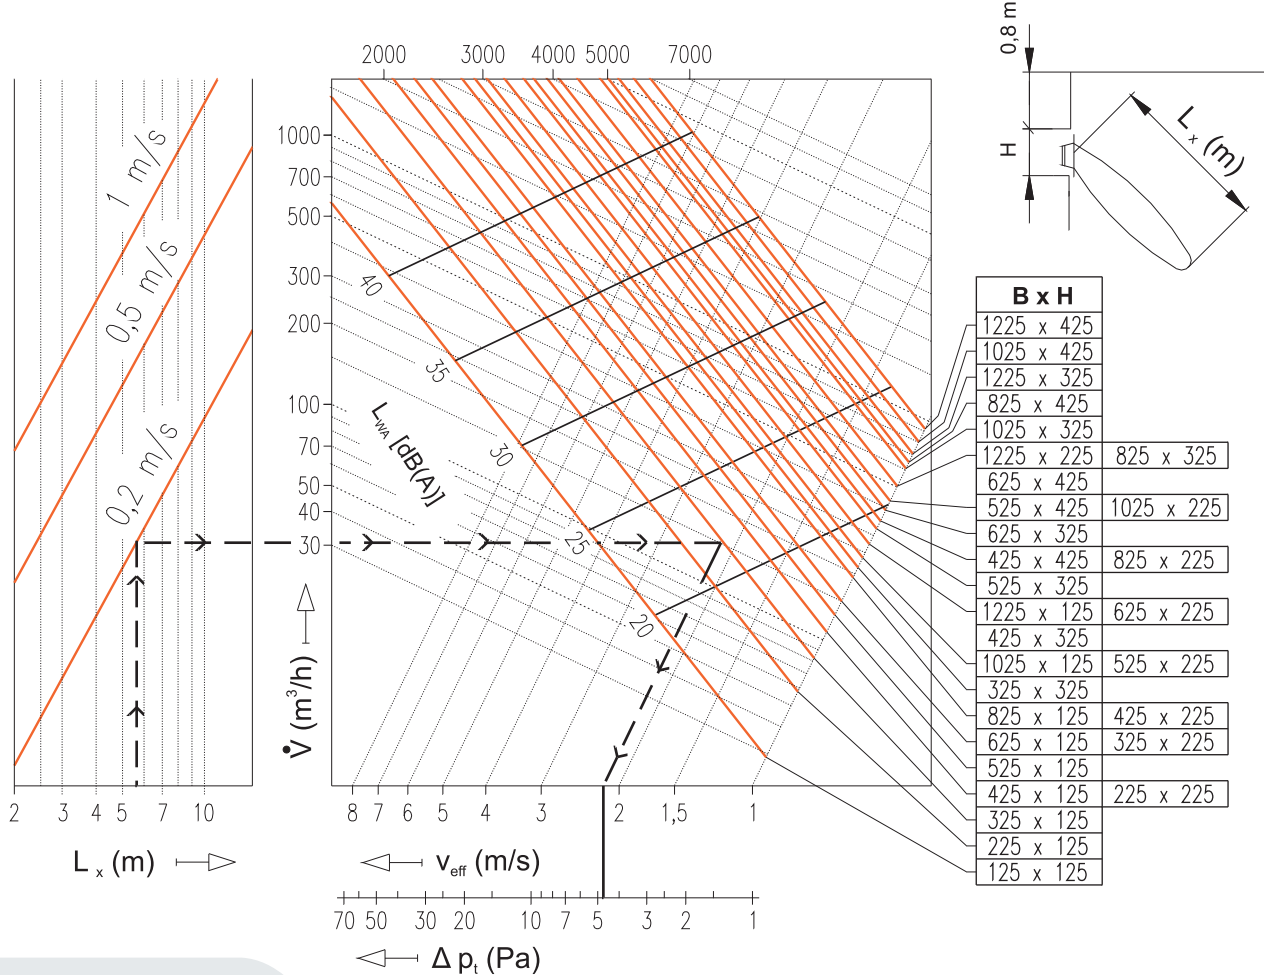 2000 3000 4000 5000 7000
0,8 m
H
L x (m)
1 m/s
0,5 m/s
0,2 m/s
1000
700
500
300
200
100
70
50
40
30
40
35
30
25
20
LWA [dB(A)]
V̇ (m³/h)
2 3 4 5 7 10
L x (m)
8 7 6 5 4 3 2 1,5 1
veff (m/s)
70 50 30 20 10 7 5 3 2 1
Δ pt (Pa)
B x H
1225 x 425
1025 x 425
1225 x 325
825 x 425
1025 x 325
1225 x 225 825 x 325
625 x 425
525 x 425 1025 x 225
625 x 325
425 x 425 825 x 225
525 x 325
1225 x 125 625 x 225
425 x 325
1025 x 125 525 x 225
325 x 325
825 x 125 425 x 225
625 x 125 325 x 225
525 x 125
425 x 125 225 x 225
325 x 125
225 x 125
125 x 125